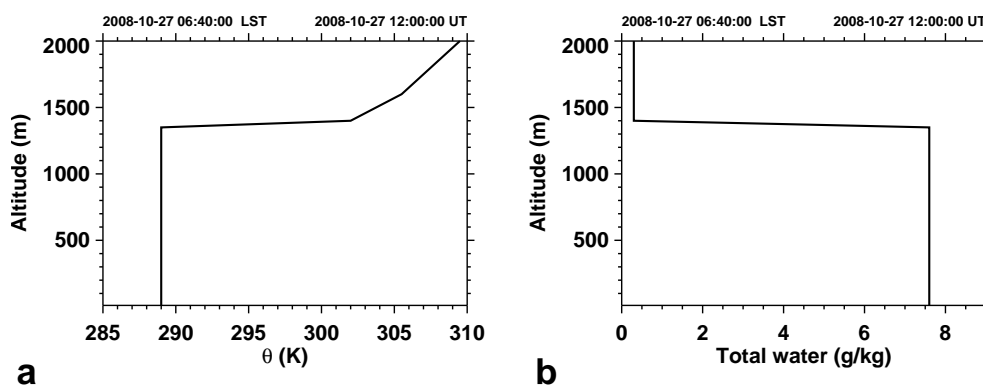 2008-10-27 06:40:00 LST 2008-10-27 12:00:00 UT
2000
1500
1000
500
Altitude (m)
285 290 295 300 305 310
θ (K)
a
2008-10-27 06:40:00 LST 2008-10-27 12:00:00 UT
2000
1500
1000
500
Altitude (m)
0 2 4 6 8
Total water (g/kg)
b